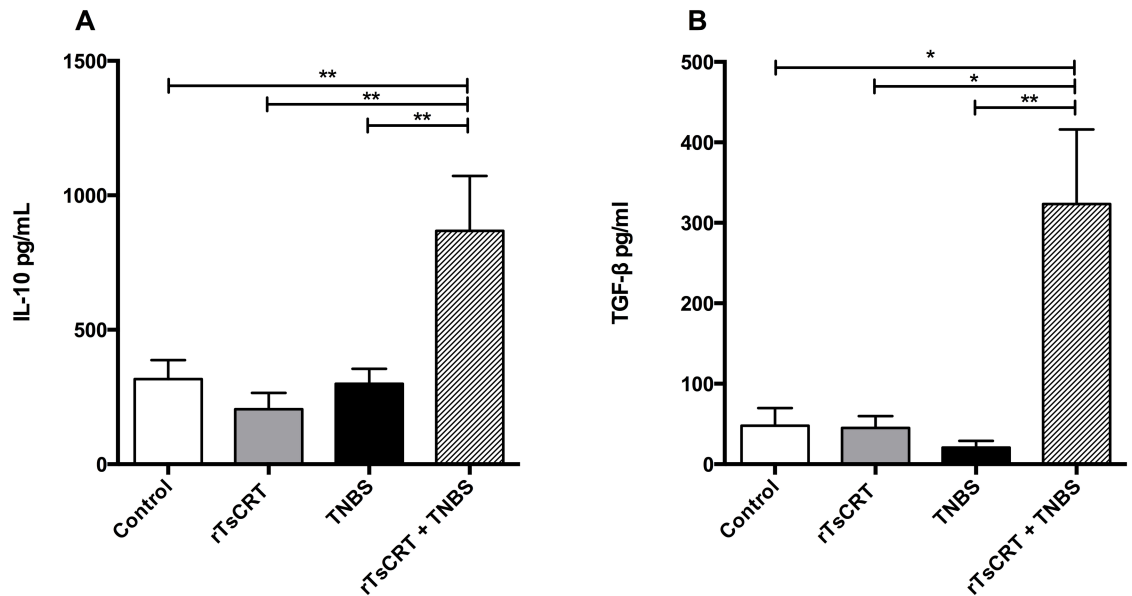 A
IL-10 pg/mL
1500
1000
500
0
**
**
**
Control
rTsCRT
TNBS
rTsCRT + TNBS
B
TGF-β pg/ml
500
400
300
200
100
0
*
*
**
Control
rTsCRT
TNBS
rTsCRT + TNBS